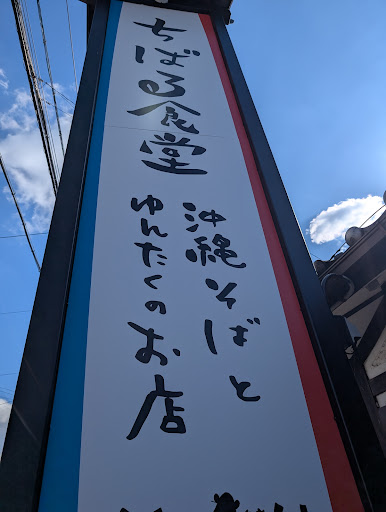 ちばる食堂
沖縄そばと
ゆんたくのお店